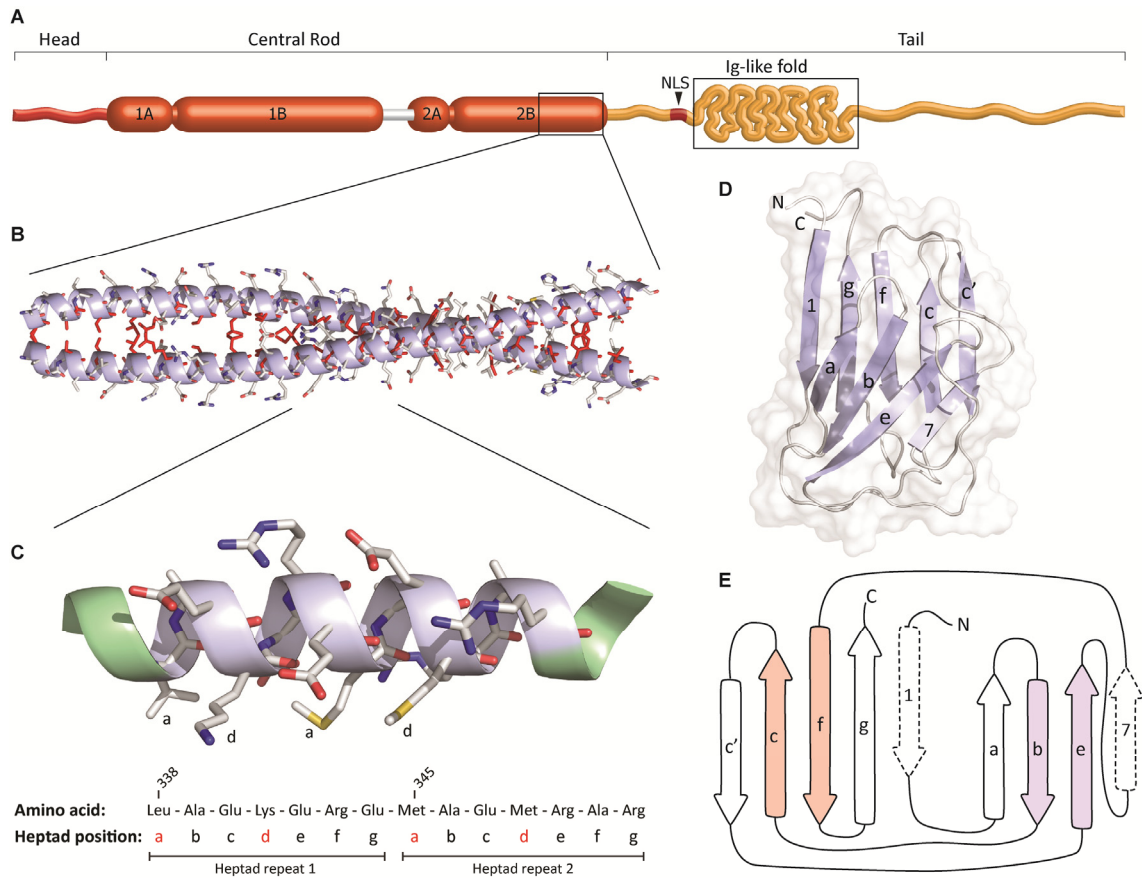 A
Head Central Rod Tail
Ig-like fold
NLS
1A 1B 2A 2B
D
N
C
B
g f c'
1 c
a b
e 7
C
a d a d
338 345
Amino acid: Leu - Ala - Glu - Lys - Glu - Arg - Glu - Met - Ala - Glu - Met - Arg - Ala - Arg
Heptad position: a b c d e f g a b c d e f g
Heptad repeat 1 Heptad repeat 2
E
C
N
1
f g a 7
c' c b e